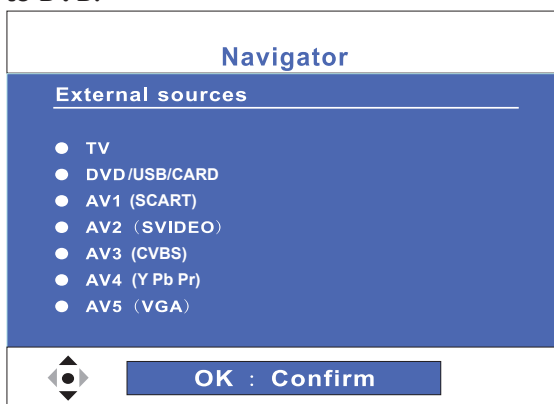 Navigator
External sources
TV
DVD/USB/CARD
AV1 (SCART)
AV2 (SVIDEO)
AV3 (CVBS)
AV4 (Y Pb Pr)
AV5 (VGA)
OK : Confirm